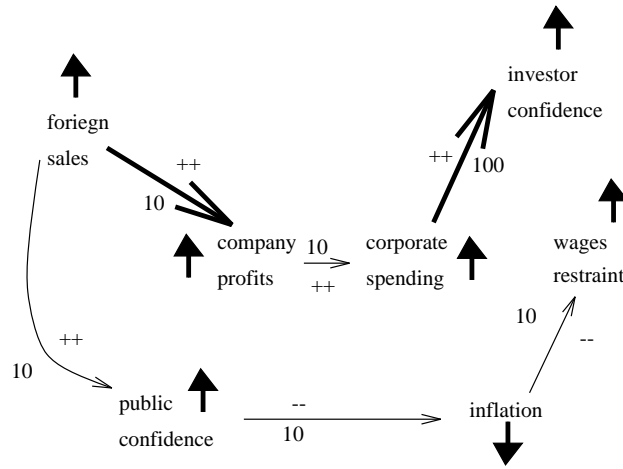 investor
confidence
foriegn
sales
++
10
++
100
company
profits
10
++
corporate
spending
wages
restraint
10
--
++
10
public
confidence
--
10
inflation